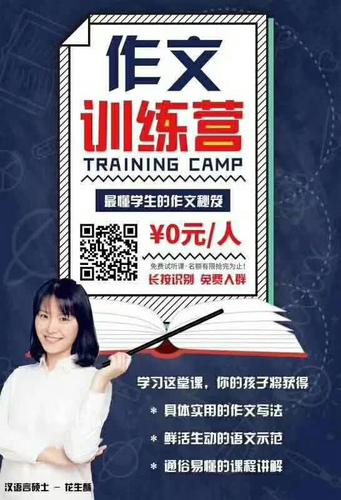 作文
训练营
TRAINING CAMP
最懂学生的作文秘笈
¥0元/人
免费试听课·名额有限抢完为止!
长按识别 免费入群
学习这堂课，你的孩子将获得
* 具体实用的作文写法
* 鲜活生动的语文示范
* 通俗易懂的课程讲解
汉语言硕士 - 花生酥